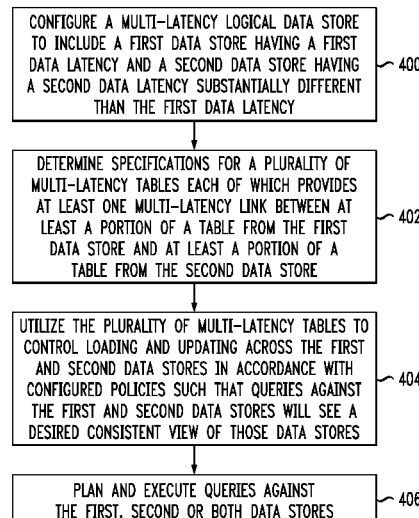 CONFIGURE A MULTI-LATENCY LOGICAL DATA STORE
TO INCLUDE A FIRST DATA STORE HAVING A FIRST
DATA LATENCY AND A SECOND DATA STORE HAVING
A SECOND DATA LATENCY SUBSTANTIALLY DIFFERENT
THAN THE FIRST DATA LATENCY
400
DETERMINE SPECIFICATIONS FOR A PLURALITY OF
MULTI-LATENCY TABLES EACH OF WHICH PROVIDES
AT LEAST ONE MULTI-LATENCY LINK BETWEEN AT
LEAST A PORTION OF A TABLE FROM THE FIRST
DATA STORE AND AT LEAST A PORTION OF A
TABLE FROM THE SECOND DATA STORE
402
UTILIZE THE PLURALITY OF MULTI-LATENCY TABLES TO
CONTROL LOADING AND UPDATING ACROSS THE FIRST
AND SECOND DATA STORES IN ACCORDANCE WITH
CONFIGURED POLICIES SUCH THAT QUERIES AGAINST
THE FIRST AND SECOND DATA STORES WILL SEE A
DESIRED CONSISTENT VIEW OF THOSE DATA STORES
404
PLAN AND EXECUTE QUERIES AGAINST
THE FIRST, SECOND OR BOTH DATA STORES
406